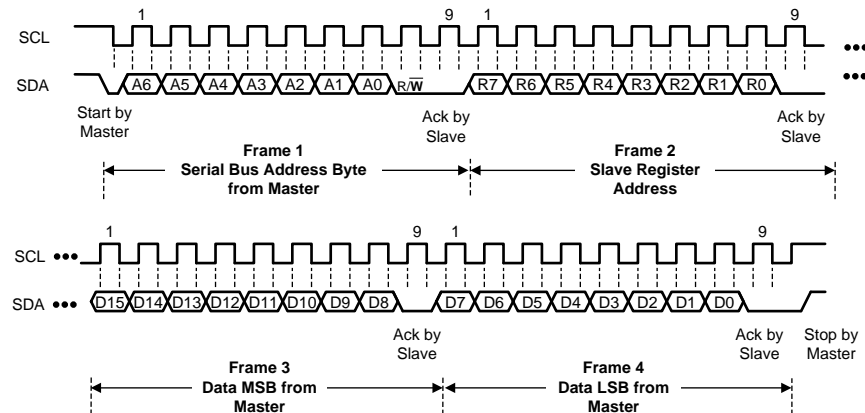 1 9 1 9
SCL •••
SDA A6 A5 A4 A3 A2 A1 A0 R/W̅ R7 R6 R5 R4 R3 R2 R1 R0 •••
Start by Master
Ack by Slave
Ack by Slave
Frame 1
Serial Bus Address Byte
from Master
Frame 2
Slave Register
Address
1 9 1 9
SCL •••
SDA ••• D15 D14 D13 D12 D11 D10 D9 D8 D7 D6 D5 D4 D3 D2 D1 D0
Ack by Slave
Ack by Slave
Stop by Master
Frame 3
Data MSB from
Master
Frame 4
Data LSB from
Master